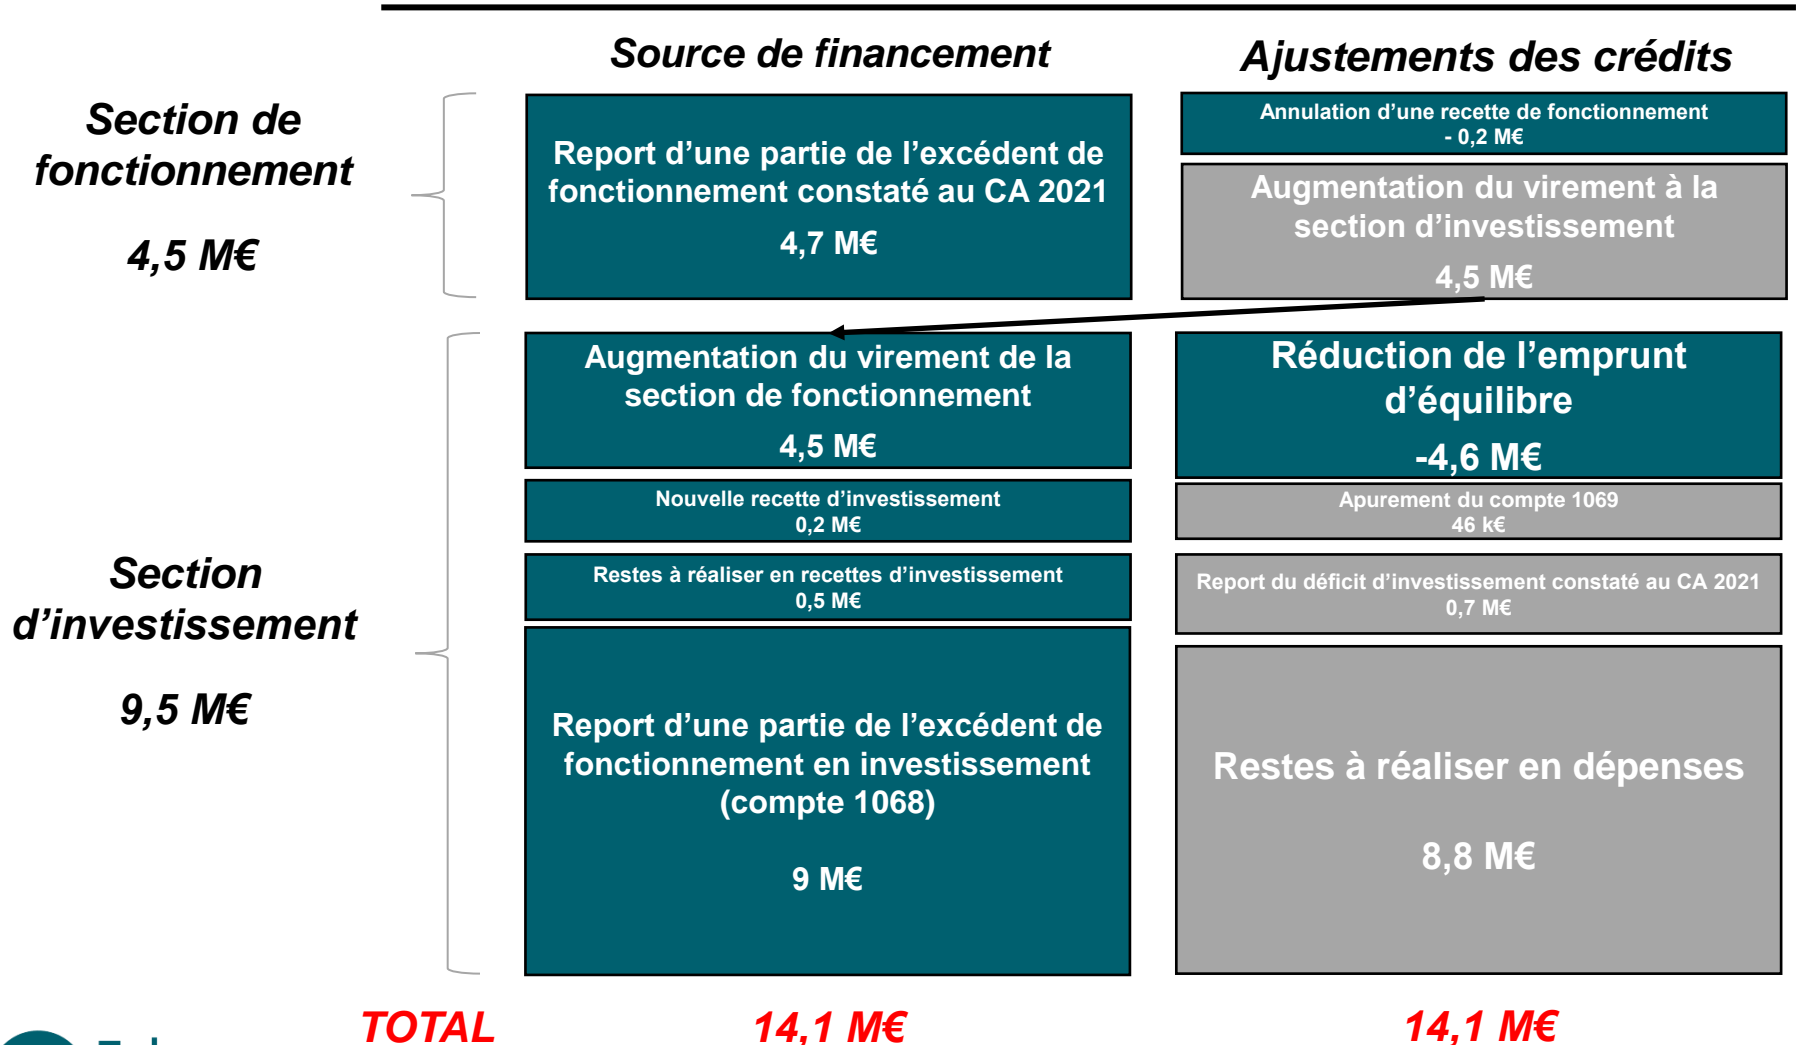 Source de financement
Ajustements des crédits
Section de
fonctionnement
4,5 M€
Report d’une partie de l’excédent de
fonctionnement constaté au CA 2021
4,7 M€
Annulation d’une recette de fonctionnement
- 0,2 M€
Augmentation du virement à la
section d’investissement
4,5 M€
Section
d’investissement
9,5 M€
Augmentation du virement de la
section de fonctionnement
4,5 M€
Nouvelle recette d’investissement
0,2 M€
Restes à réaliser en recettes d’investissement
0,5 M€
Report d’une partie de l’excédent de
fonctionnement en investissement
(compte 1068)
9 M€
Réduction de l’emprunt
d’équilibre
-4,6 M€
Apurement du compte 1069
46 k€
Report du déficit d’investissement constaté au CA 2021
0,7 M€
Restes à réaliser en dépenses
8,8 M€
TOTAL
14,1 M€
14,1 M€